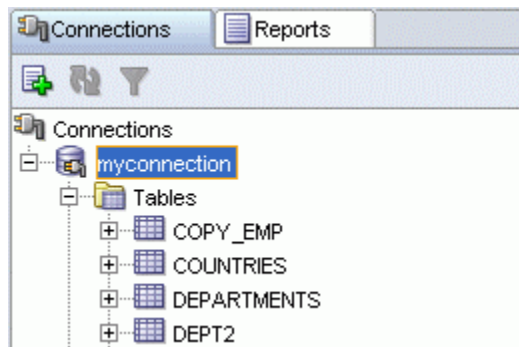 Connections Reports
Connections
myconnection
Tables
COPY_EMP
COUNTRIES
DEPARTMENTS
DEPT2